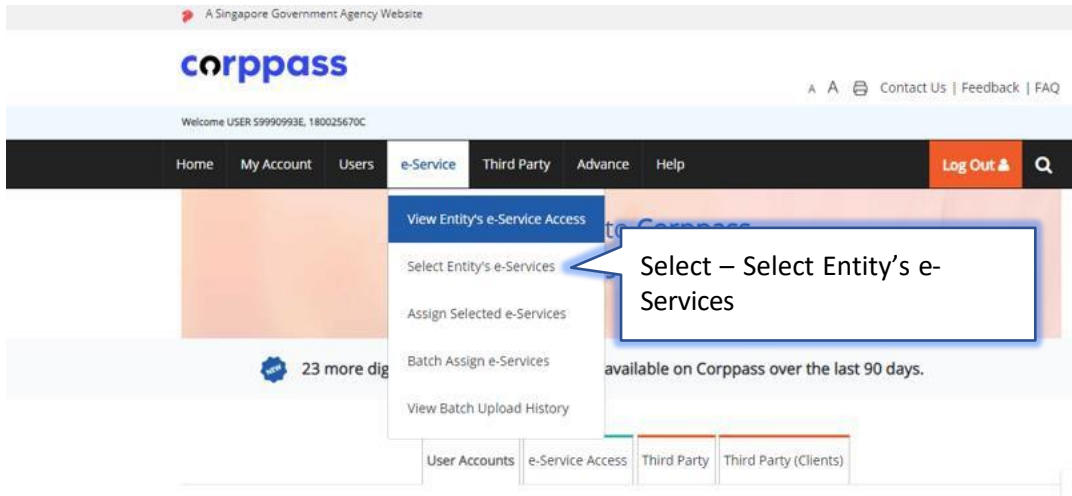 A Singapore Government Agency Website
corppass
A A Contact Us | Feedback | FAQ
Welcome USER S9990993E, 180025670C
Home My Account Users e-Service Third Party Advance Help Log Out
View Entity's e-Service Access
to Corppass
Select Entity's e-Services
Select – Select Entity's e-
Services
Assign Selected e-Services
NEW 23 more dig
Batch Assign e-Services
available on Corppass over the last 90 days.
View Batch Upload History
User Accounts e-Service Access Third Party Third Party (Clients)